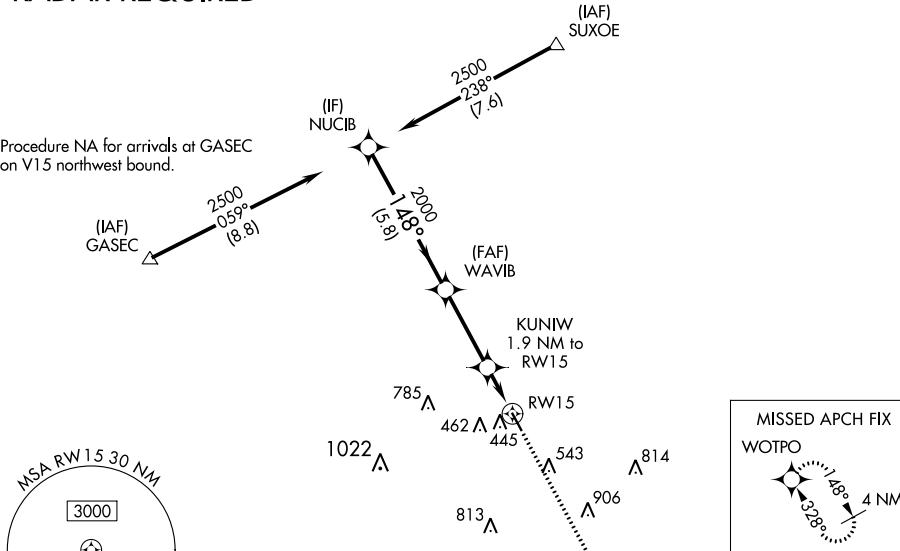 RADAR REQUIRED
(IAF)
SUXOE
2500
238°
(7.6)
(IF)
NUCIB
Procedure NA for arrivals at GASEC
on V15 northwest bound.
2500
059°
(8.8)
(IAF)
GASEC
2000
148°
(5.8)
(FAF)
WAVIB
KUNIW
1.9 NM to
RW15
RW15
785
462
445
1022
543
814
906
813
MSA RW15 30 NM
3000
MISSED APCH FIX
WOTPO
148°
4 NM
328°